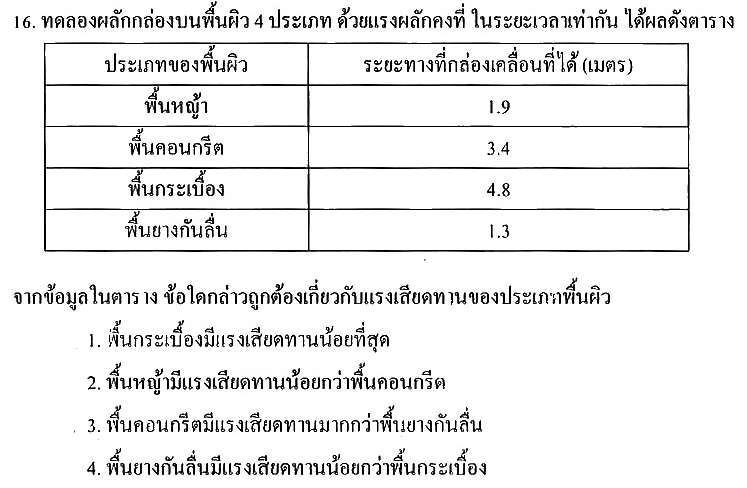 16. ทดลองผลักกล่องบนพื้นผิว 4 ประเภท ด้วยแรงผลักคงที่ ในระยะเวลาเท่ากัน ได้ผลดังตาราง
ประเภทของพื้นผิว ระยะทางที่กล่องเคลื่อนที่ได้ (เมตร)
พื้นหญ้า 1.9
พื้นคอนกรีต 3.4
พื้นกระเบื้อง 4.8
พื้นยางกันลื่น 1.3
จากข้อมูลในตาราง ข้อใดกล่าวถูกต้องเกี่ยวกับแรงเสียดทานของประเภทพื้นผิว
1. พื้นกระเบื้องมีแรงเสียดทานน้อยที่สุด
2. พื้นหญ้ามีแรงเสียดทานน้อยกว่าพื้นคอนกรีต
3. พื้นคอนกรีตมีแรงเสียดทานมากกว่าพื้นยางกันลื่น
4. พื้นยางกันลื่นมีแรงเสียดทานน้อยกว่าพื้นกระเบื้อง